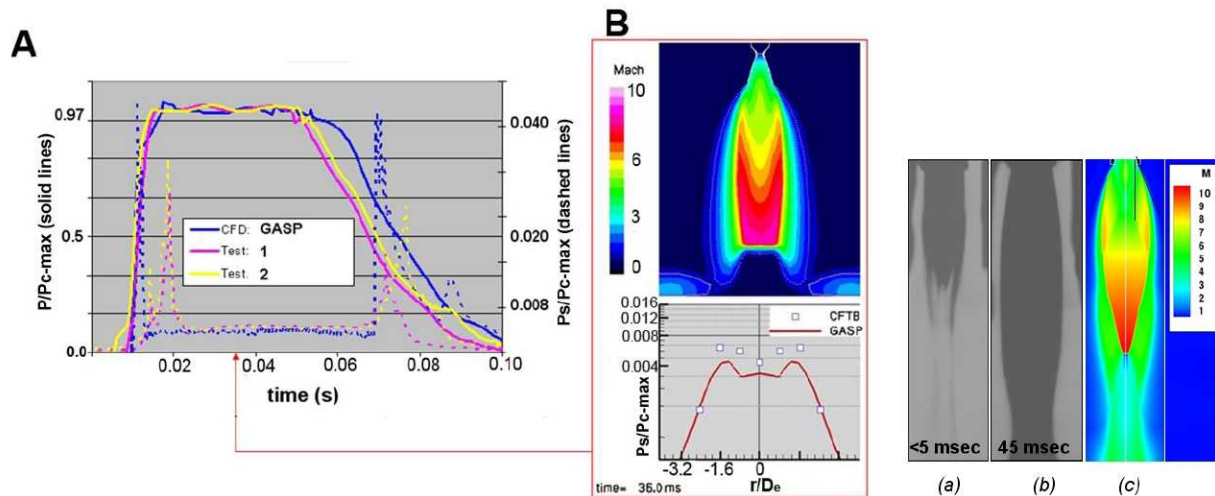 A
B
P/Pc-max (solid lines)
0.97
0.5
0.0
0.02
0.04
0.06
0.08
0.10
time (s)
0.040
0.020
0.008
Ps/Pc-max (dashed lines)
CFD: GASP
Test: 1
Test: 2
Mach
10
6
3
0
0.016
0.012
0.008
0.004
Ps/Pc-max
CFTB
GASP
-3.2
-1.6
0
r/De
time= 36.0 ms
<5 msec
45 msec
M
10
9
8
7
6
5
4
3
2
1
(a)
(b)
(c)